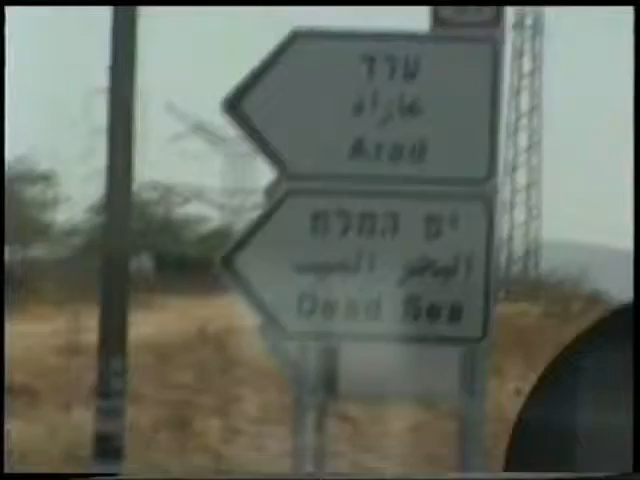 ערד
عراد
Arad
ים המלח
البحر الميت
Dead Sea